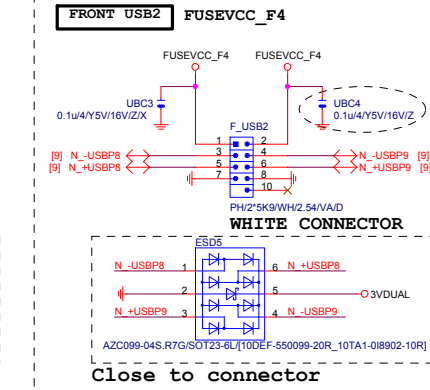 FRONT USB2 FUSEVCC_F4
FUSEVCC_F4 FUSEVCC_F4
UBC3 UBC4
0.1u/4/Y5V/16V/Z/X 0.1u/4/Y5V/16V/Z
F_USB2
1 2
[9] N_-USBP8 3 4 N_-USBP9 [9]
[9] N_+USBP8 5 6 N_+USBP9 [9]
7 8
10
PH/2*5K9/WH/2.54/VA/D
WHITE CONNECTOR
ESD5
N_-USBP8 1 6 N_+USBP8
2 5 3VDUAL
N_+USBP9 3 4 N_-USBP9
AZC099-04S.R7G/SOT23-6L/[10DEF-550099-20R_10TA1-0I8902-10R]
Close to connector